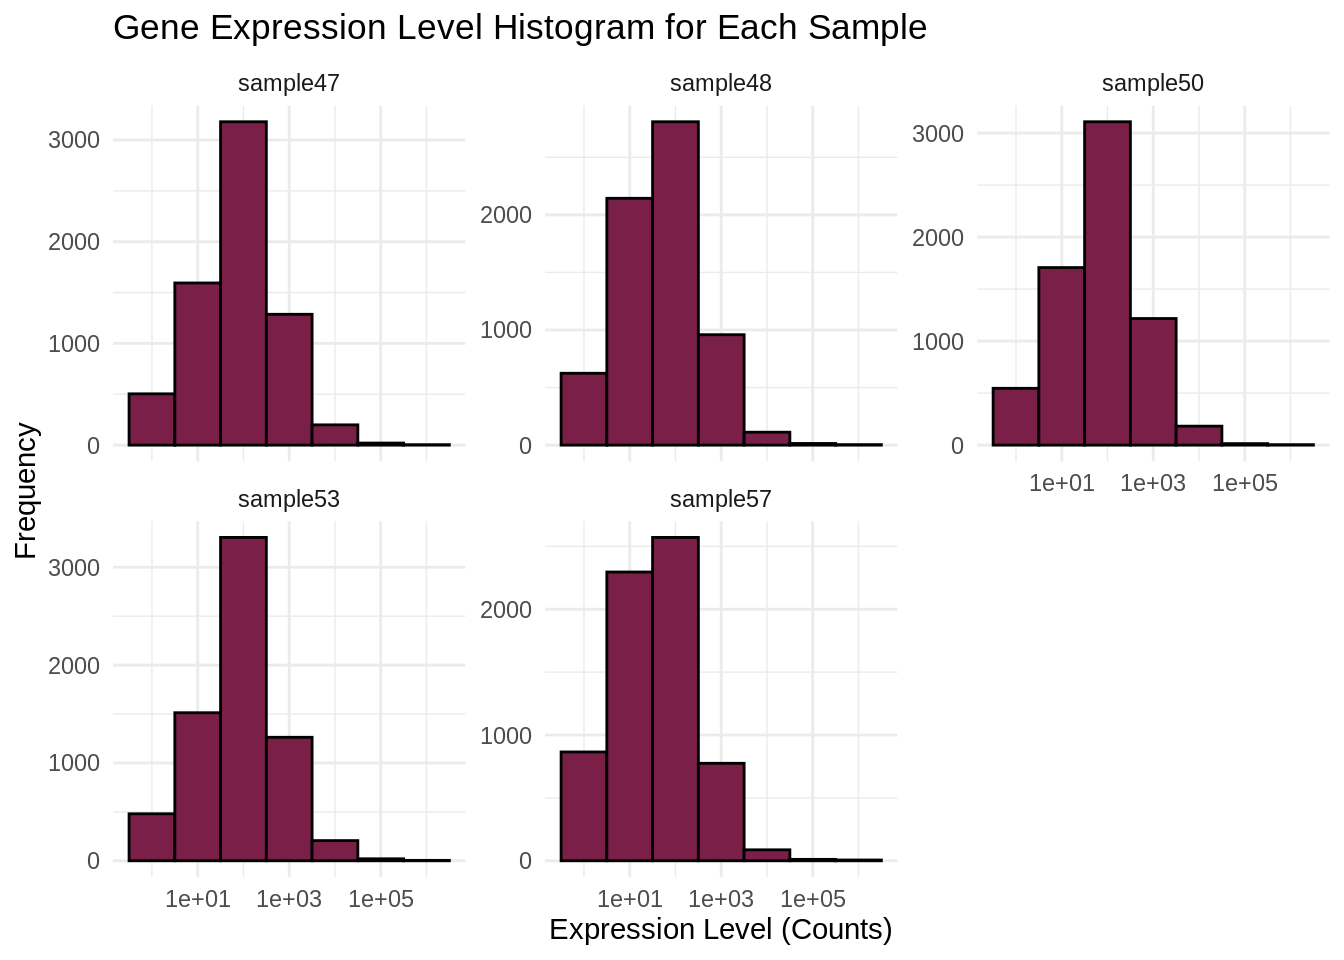 Gene Expression Level Histogram for Each Sample
sample47
sample48
sample50
3000
2000
1000
0
2000
1000
0
3000
2000
1000
0
1e+01 1e+03 1e+05
Frequency
sample53
sample57
3000
2000
1000
0
2000
1000
0
1e+01 1e+03 1e+05
1e+01 1e+03 1e+05
Expression Level (Counts)